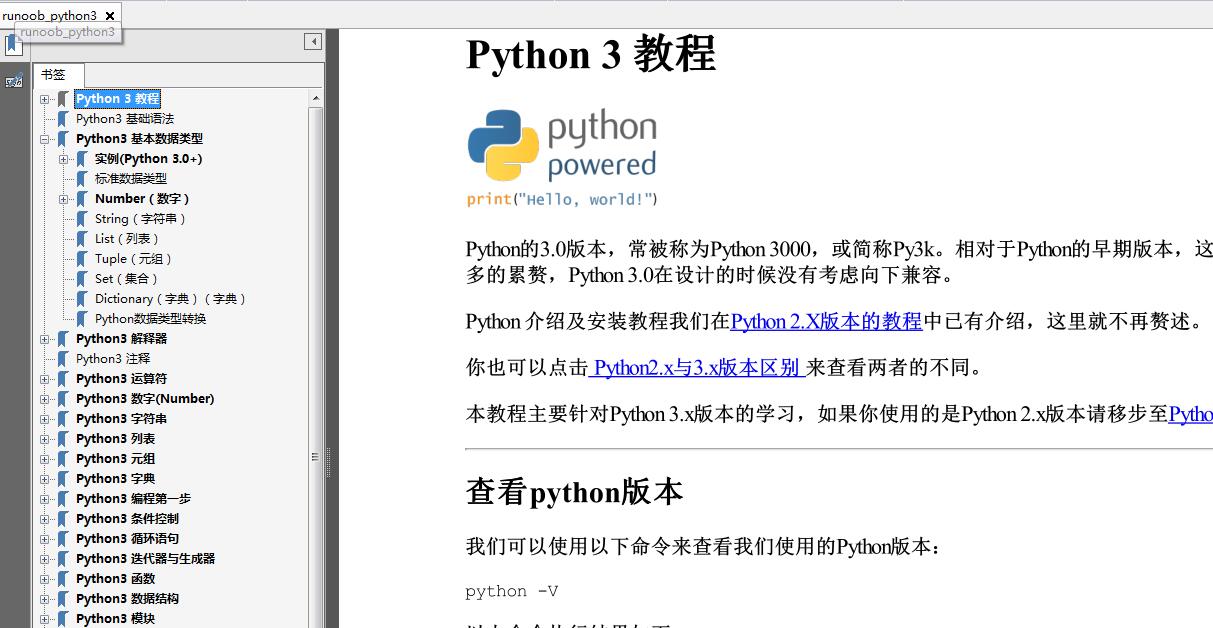 runoob_python3
runoob_python3
书签
Python 3 教程
Python3 基础语法
Python3 基本数据类型
实例(Python 3.0+)
标准数据类型
Number（数字）
String（字符串）
List（列表）
Tuple（元组）
Set（集合）
Dictionary（字典）（字典）
Python数据类型转换
Python3 解释器
Python3 注释
Python3 运算符
Python3 数字(Number)
Python3 字符串
Python3 列表
Python3 元组
Python3 字典
Python3 编程第一步
Python3 条件控制
Python3 循环语句
Python3 迭代器与生成器
Python3 函数
Python3 数据结构
Python3 模块
Python 3 教程
python
powered
print("Hello, world!")
Python的3.0版本，常被称为Python 3000，或简称Py3k。相对于Python的早期版本，这
多的累赘，Python 3.0在设计的时候没有考虑向下兼容。
Python 介绍及安装教程我们在Python 2.X版本的教程中已有介绍，这里就不再赘述。
你也可以点击 Python2.x与3.x版本区别 来查看两者的不同。
本教程主要针对Python 3.x版本的学习，如果你使用的是Python 2.x版本请移步至Pytho
查看python版本
我们可以使用以下命令来查看我们使用的Python版本：
python -V